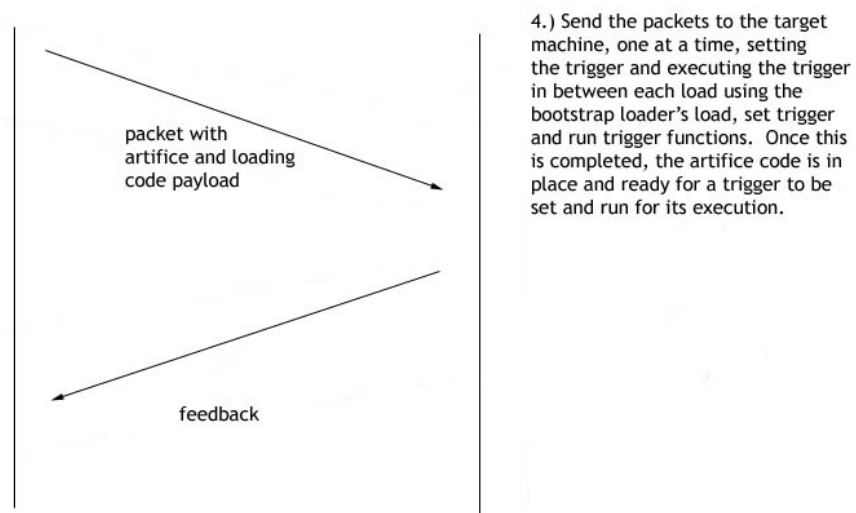 4.) Send the packets to the target
machine, one at a time, setting
the trigger and executing the trigger
in between each load using the
bootstrap loader’s load, set trigger
and run trigger functions.  Once this
is completed, the artifice code is in
place and ready for a trigger to be
set and run for its execution.
packet with
artifice and loading
code payload
feedback